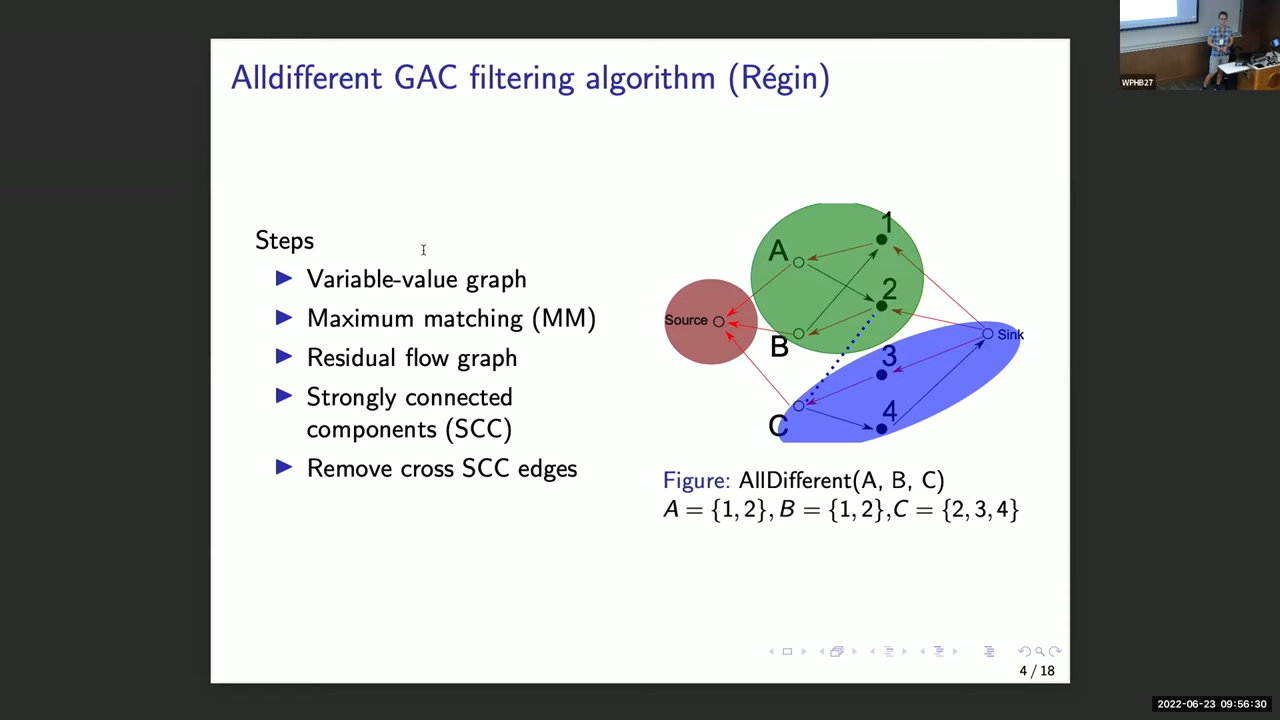 Alldifferent GAC filtering algorithm (Régin)
Steps
Variable-value graph
Maximum matching (MM)
Residual flow graph
Strongly connected
components (SCC)
Remove cross SCC edges
A
B
C
1
2
3
4
Source
Sink
Figure: AllDifferent(A, B, C)
A = {1, 2}, B = {1, 2},C = {2, 3, 4}
4 / 18
WPHB27
2022-06-23 09:56:30